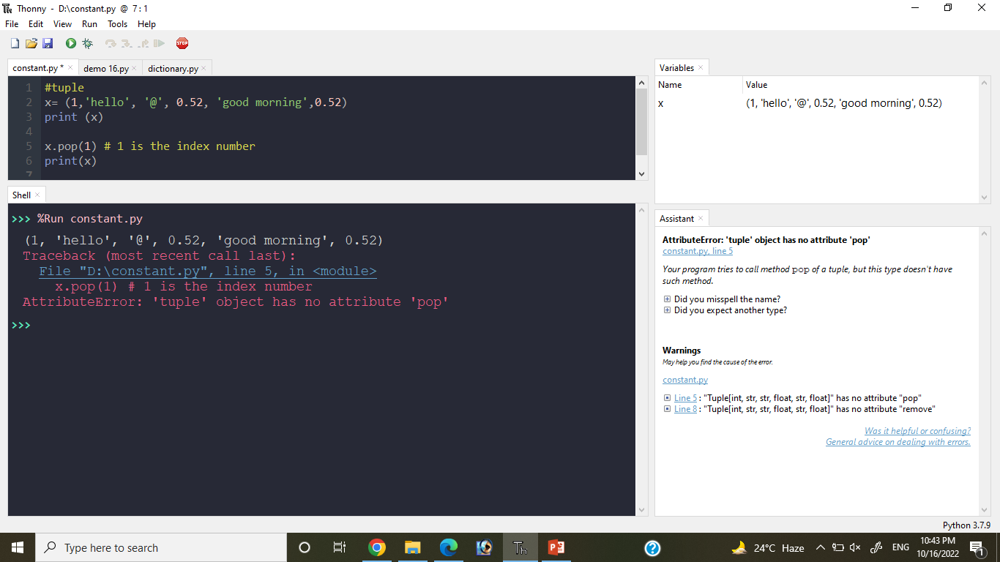 Thonny - D:\constant.py @ 7 : 1
File Edit View Run Tools Help
STOP
constant.py * ×
demo 16.py ×
dictionary.py ×
1 #tuple
2 x= (1,'hello', '@', 0.52, 'good morning',0.52)
3 print (x)
4
5 x.pop(1) # 1 is the index number
6 print(x)
7
Shell ×
>>> %Run constant.py
(1, 'hello', '@', 0.52, 'good morning', 0.52)
Traceback (most recent call last):
File "D:\constant.py", line 5, in <module>
x.pop(1) # 1 is the index number
AttributeError: 'tuple' object has no attribute 'pop'
>>>
Variables ×
Name Value
x (1, 'hello', '@', 0.52, 'good morning', 0.52)
Assistant ×
AttributeError: 'tuple' object has no attribute 'pop'
constant.py, line 5
Your program tries to call method pop of a tuple, but this type doesn't have
such method.
Did you misspell the name?
Did you expect another type?
Warnings
May help you find the cause of the error.
constant.py
Line 5 : "Tuple[int, str, str, float, str, float]" has no attribute "pop"
Line 8 : "Tuple[int, str, str, float, str, float]" has no attribute "remove"
Was it helpful or confusing?
General advice on dealing with errors.
Python 3.7.9
Type here to search
24°C Haze
ENG
10:43 PM
10/16/2022
1